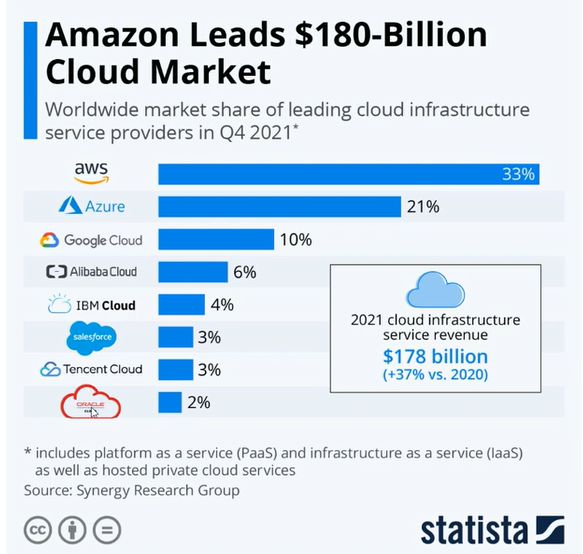 Amazon Leads $180-Billion
Cloud Market
Worldwide market share of leading cloud infrastructure
service providers in Q4 2021*
aws
33%
Azure
21%
Google Cloud
10%
Alibaba Cloud
6%
IBM Cloud
4%
salesforce
3%
Tencent Cloud
3%
ORACLE
2%
2021 cloud infrastructure
service revenue
$178 billion
(+37% vs. 2020)
* includes platform as a service (PaaS) and infrastructure as a service (IaaS)
as well as hosted private cloud services
Source: Synergy Research Group
cc
statista